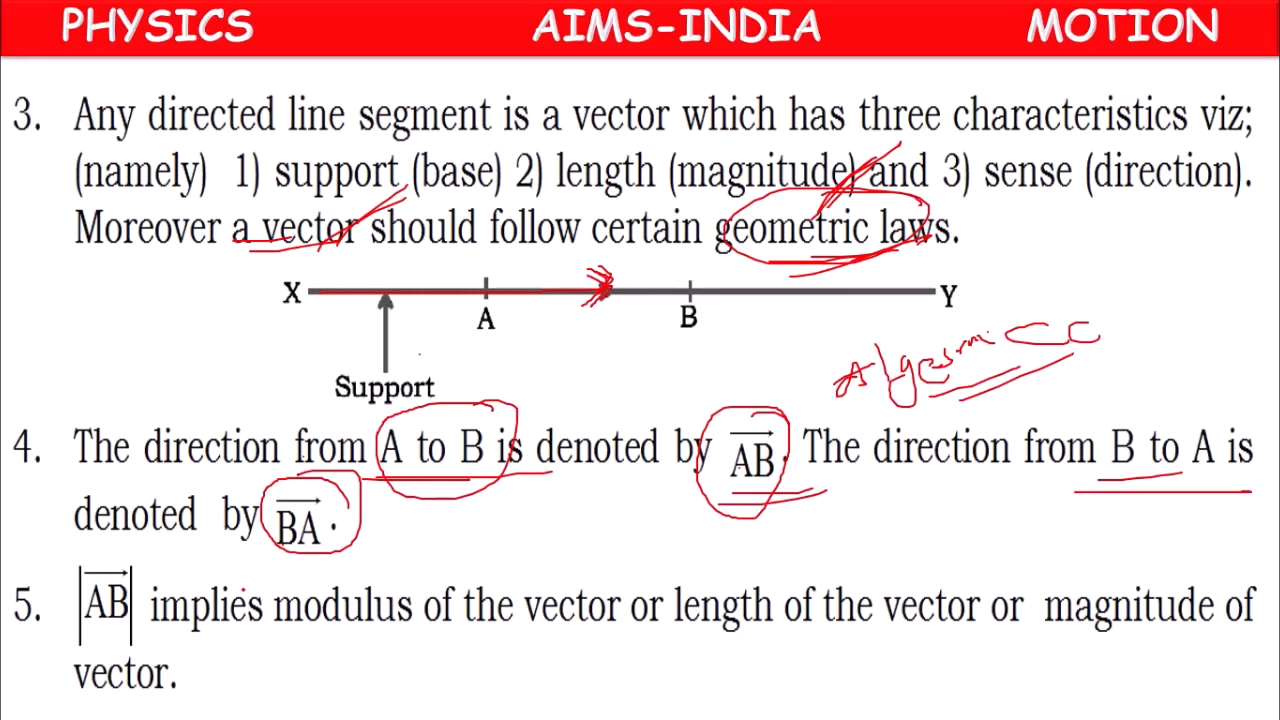 PHYSICS AIMS-INDIA MOTION
3. Any directed line segment is a vector which has three characteristics viz;
(namely) 1) support (base) 2) length (magnitude) and 3) sense (direction).
Moreover a vector should follow certain geometric laws.
X A B Y
Support
4. The direction from A to B is denoted by AB. The direction from B to A is
denoted by BA.
5. |AB| implies modulus of the vector or length of the vector or magnitude of
vector.